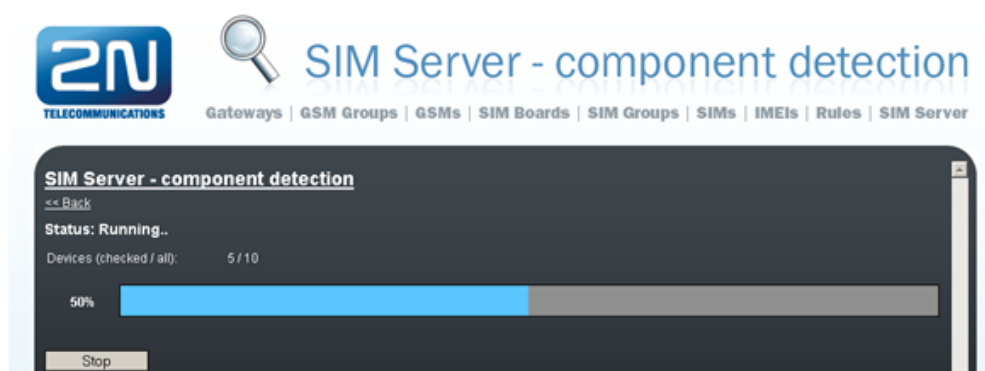 2N
TELECOMMUNICATIONS
SIM Server - component detection
Gateways | GSM Groups | GSMs | SIM Boards | SIM Groups | SIMs | IMEIs | Rules | SIM Server
SIM Server - component detection
<< Back
Status: Running..
Devices (checked / all): 5 / 10
50%
Stop